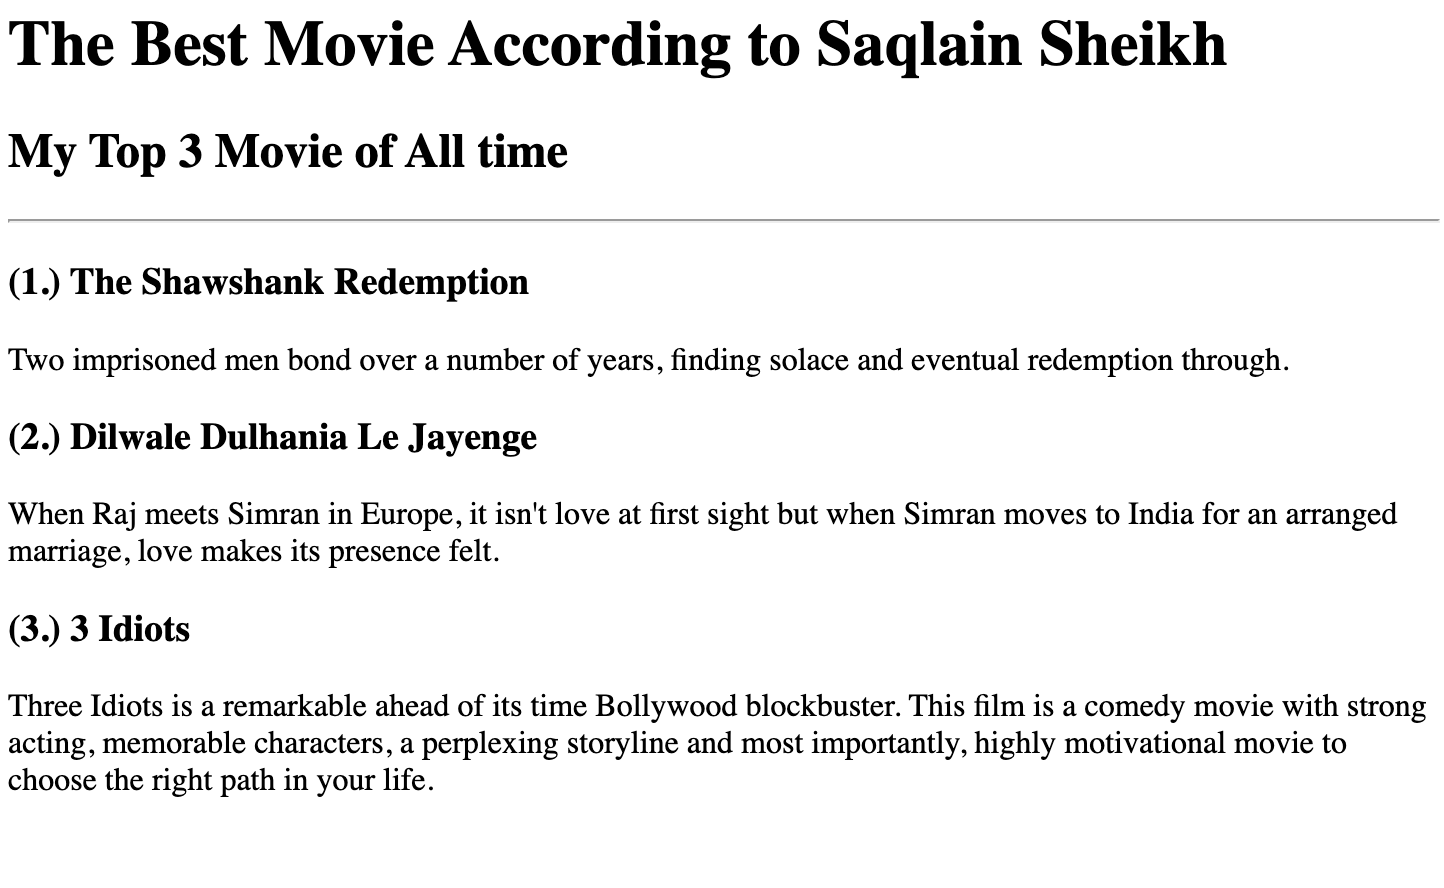 The Best Movie According to Saqlain Sheikh
My Top 3 Movie of All time
(1.) The Shawshank Redemption
Two imprisoned men bond over a number of years, finding solace and eventual redemption through.
(2.) Dilwale Dulhania Le Jayenge
When Raj meets Simran in Europe, it isn't love at first sight but when Simran moves to India for an arranged
marriage, love makes its presence felt.
(3.) 3 Idiots
Three Idiots is a remarkable ahead of its time Bollywood blockbuster. This film is a comedy movie with strong
acting, memorable characters, a perplexing storyline and most importantly, highly motivational movie to
choose the right path in your life.